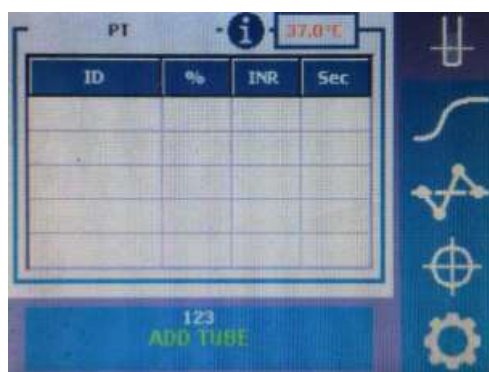 PT
i
37.0°C
ID % INR Sec
123
ADD TUBE